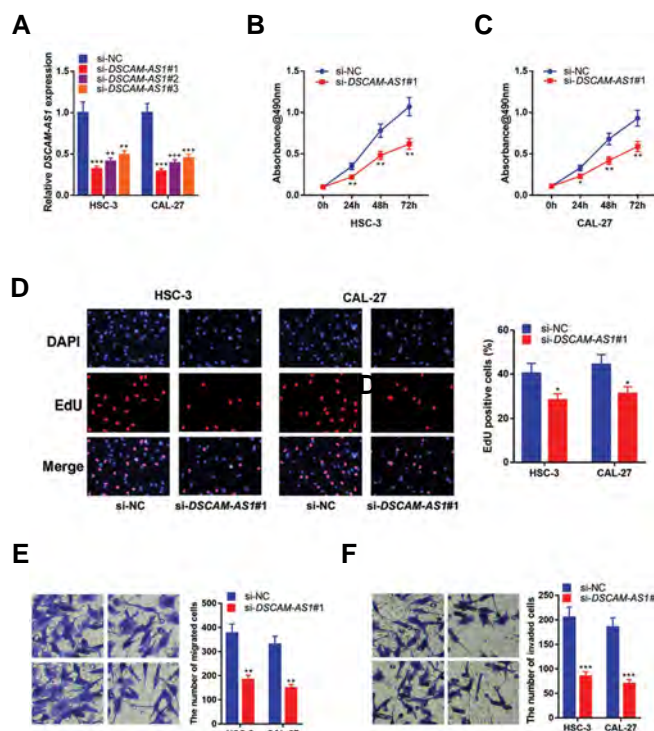 A
si-NC
si-DSCAM-AS1#1
si-DSCAM-AS1#2
si-DSCAM-AS1#3
Relative DSCAM-AS1 expression
1.5
1.0
0.5
0.0
*** ** ** *** *** ***
HSC-3 CAL-27
B
si-NC
si-DSCAM-AS1#1
Absorbance@490nm
1.5
1.0
0.5
0.0
** ** **
0h 24h 48h 72h
HSC-3
C
si-NC
si-DSCAM-AS1#1
Absorbance@490nm
1.5
1.0
0.5
0.0
* ** **
0h 24h 48h 72h
CAL-27
D
HSC-3 CAL-27
DAPI
EdU
D
Merge
si-NC si-DSCAM-AS1#1 si-NC si-DSCAM-AS1#1
si-NC
si-DSCAM-AS1#1
EdU positive cells (%)
60
40
20
0
* *
HSC-3 CAL-27
E
si-NC
si-DSCAM-AS1#1
The number of migrated cells
500
400
300
200
100
0
** **
HSC-3 CAL-27
F
si-NC
si-DSCAM-AS1#1
The number of invaded cells
250
200
150
100
50
0
*** ***
HSC-3 CAL-27